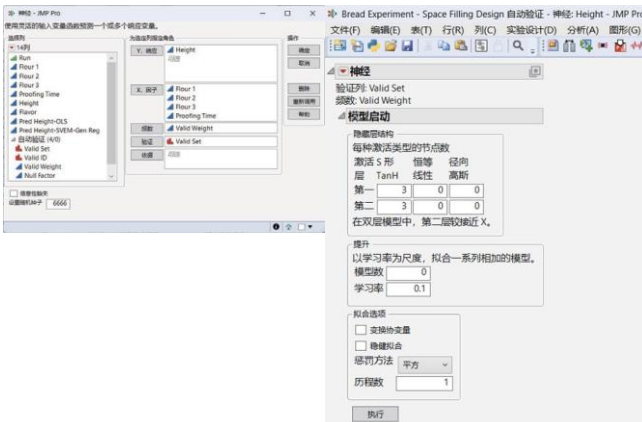 神经 - JMP Pro
使用灵活的输入变量函数预测一个或多个响应变量。
选择列
14列
Run
Flour 1
Flour 2
Flour 3
Proofing Time
Height
Flavor
Pred Height-OLS
Pred Height-SVEM-Gen Reg
自动验证 (4/0)
Valid Set
Valid ID
Valid Weight
Null Factor
信息性缺失
设置随机种子 6666
为选定列指定角色
Y, 响应 Height
可选
X, 因子 Flour 1
Flour 2
Flour 3
Proofing Time
频数 Valid Weight
验证 Valid Set
依据 可选
操作
确定
取消
删除
重新调用
帮助
Bread Experiment - Space Filling Design 自动验证 - 神经: Height - JMP Pro
文件(F) 编辑(E) 表(T) 行(R) 列(C) 实验设计(D) 分析(A) 图形(G)
神经
验证列: Valid Set
频数: Valid Weight
模型启动
隐藏层结构
每种激活类型的节点数
激活 S 形 恒等 径向
层 TanH 线性 高斯
第一 3 0 0
第二 3 0 0
在双层模型中，第二层较接近 X。
提升
以学习率为尺度，拟合一系列相加的模型。
模型数 0
学习率 0.1
拟合选项
变换协变量
稳健拟合
惩罚方法 平方
历程数 1
执行